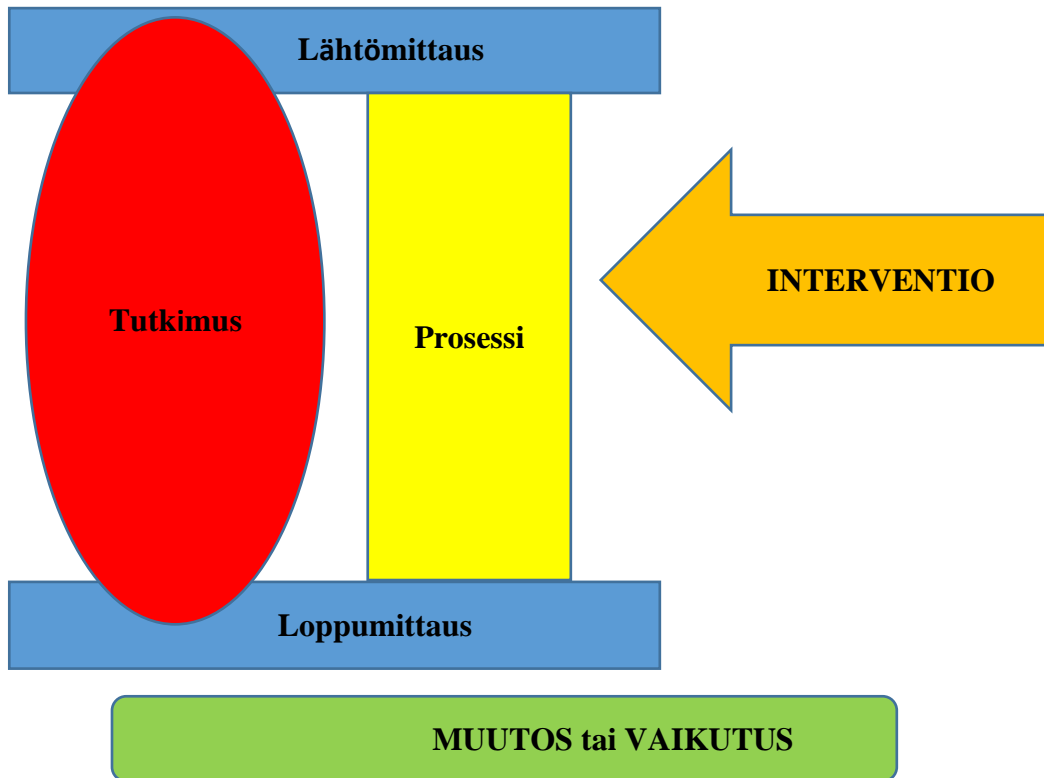 Lähtömittaus
INTERVENTIO
Tutkimus
Prosessi
Loppumittaus
MUUTOS tai VAIKUTUS